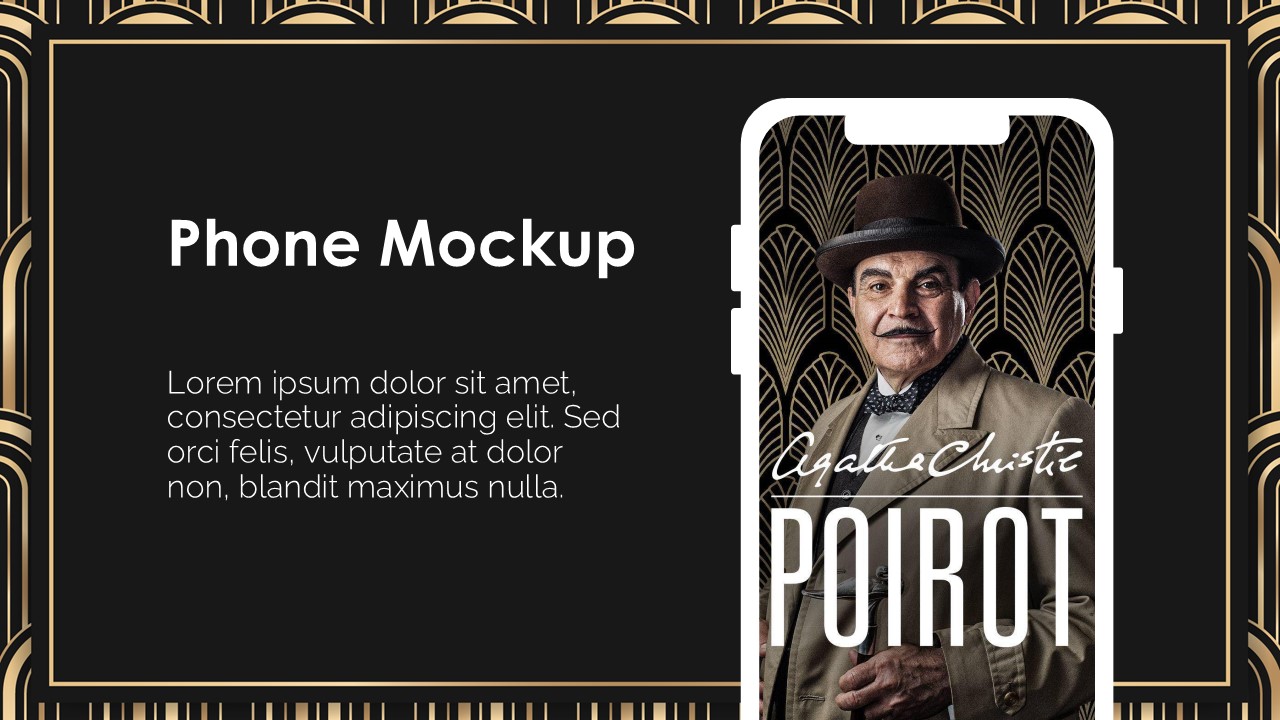 Phone Mockup
Lorem ipsum dolor sit amet,
consectetur adipiscing elit. Sed
orci felis, vulputate at dolor
non, blandit maximus nulla.
Agatha Christie
POIROT